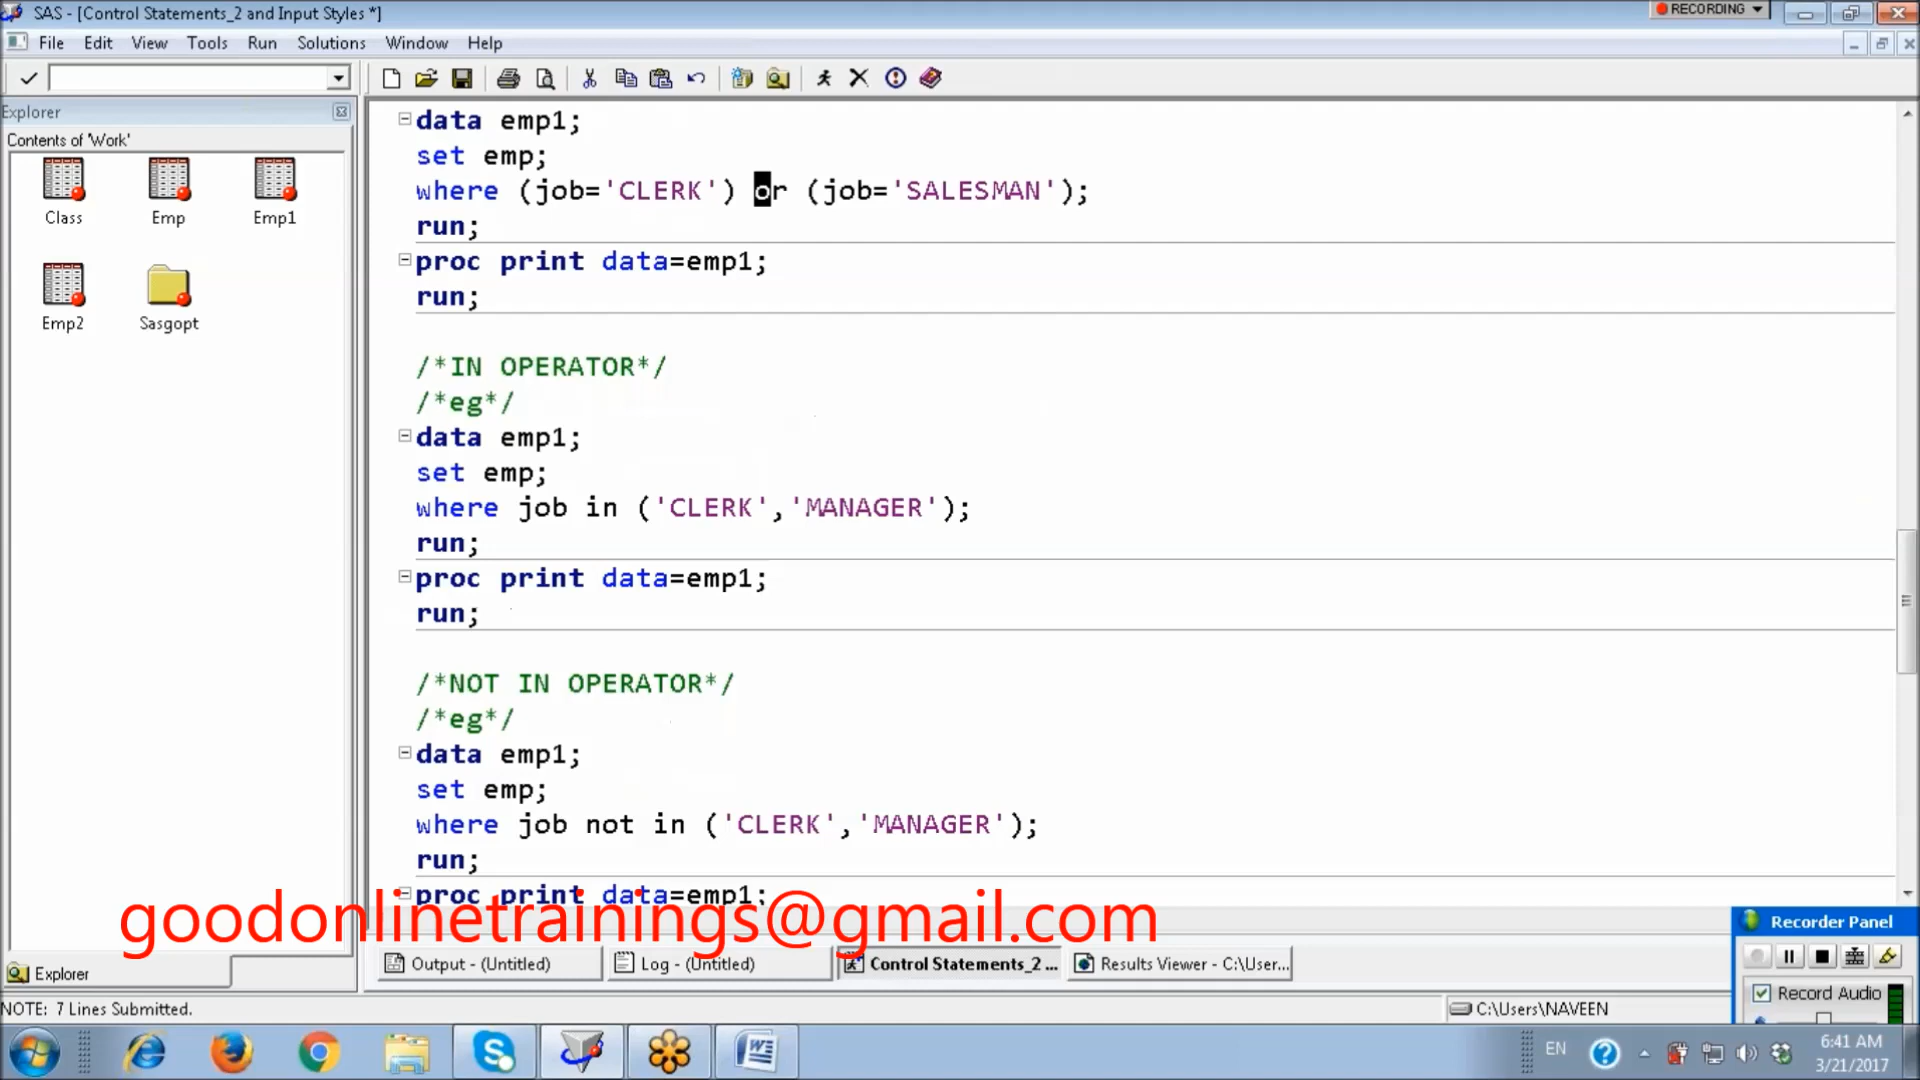 SAS - [Control Statements_2 and Input Styles *]
RECORDING
File Edit View Tools Run Solutions Window Help
Explorer
Contents of 'Work'
Class Emp Emp1
Emp2 Sasgopt
data emp1;
set emp;
where (job='CLERK') or (job='SALESMAN');
run;
proc print data=emp1;
run;
/*IN OPERATOR*/
/*eg*/
data emp1;
set emp;
where job in ('CLERK','MANAGER');
run;
proc print data=emp1;
run;
/*NOT IN OPERATOR*/
/*eg*/
data emp1;
set emp;
where job not in ('CLERK','MANAGER');
run;
proc print data=emp1;
goodonlinetrainings@gmail.com
Recorder Panel
Record Audio
Explorer
Output - (Untitled) Log - (Untitled) Control Statements_2 ... Results Viewer - C:\User...
NOTE: 7 Lines Submitted.
C:\Users\NAVEEN
EN
6:41 AM
3/21/2017